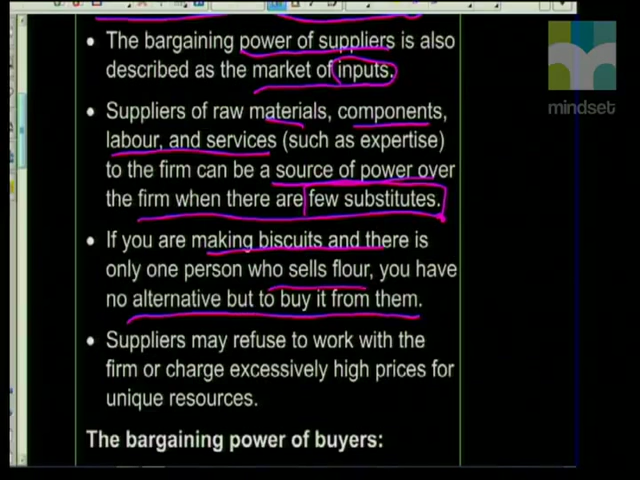 The bargaining power of suppliers is also
described as the market of inputs.
Suppliers of raw materials, components,
labour, and services (such as expertise)
to the firm can be a source of power over
the firm when there are few substitutes.
If you are making biscuits and there is
only one person who sells flour, you have
no alternative but to buy it from them.
Suppliers may refuse to work with the
firm or charge excessively high prices for
unique resources.
The bargaining power of buyers:
mindset